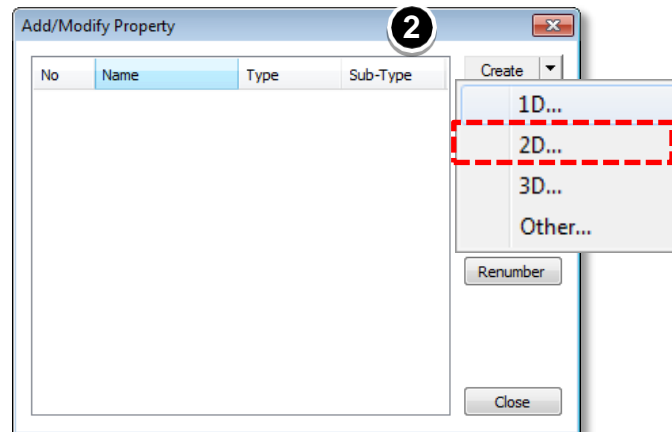 Add/Modify Property
2
No Name Type Sub-Type
Create
1D...
2D...
3D...
Other...
Renumber
Close